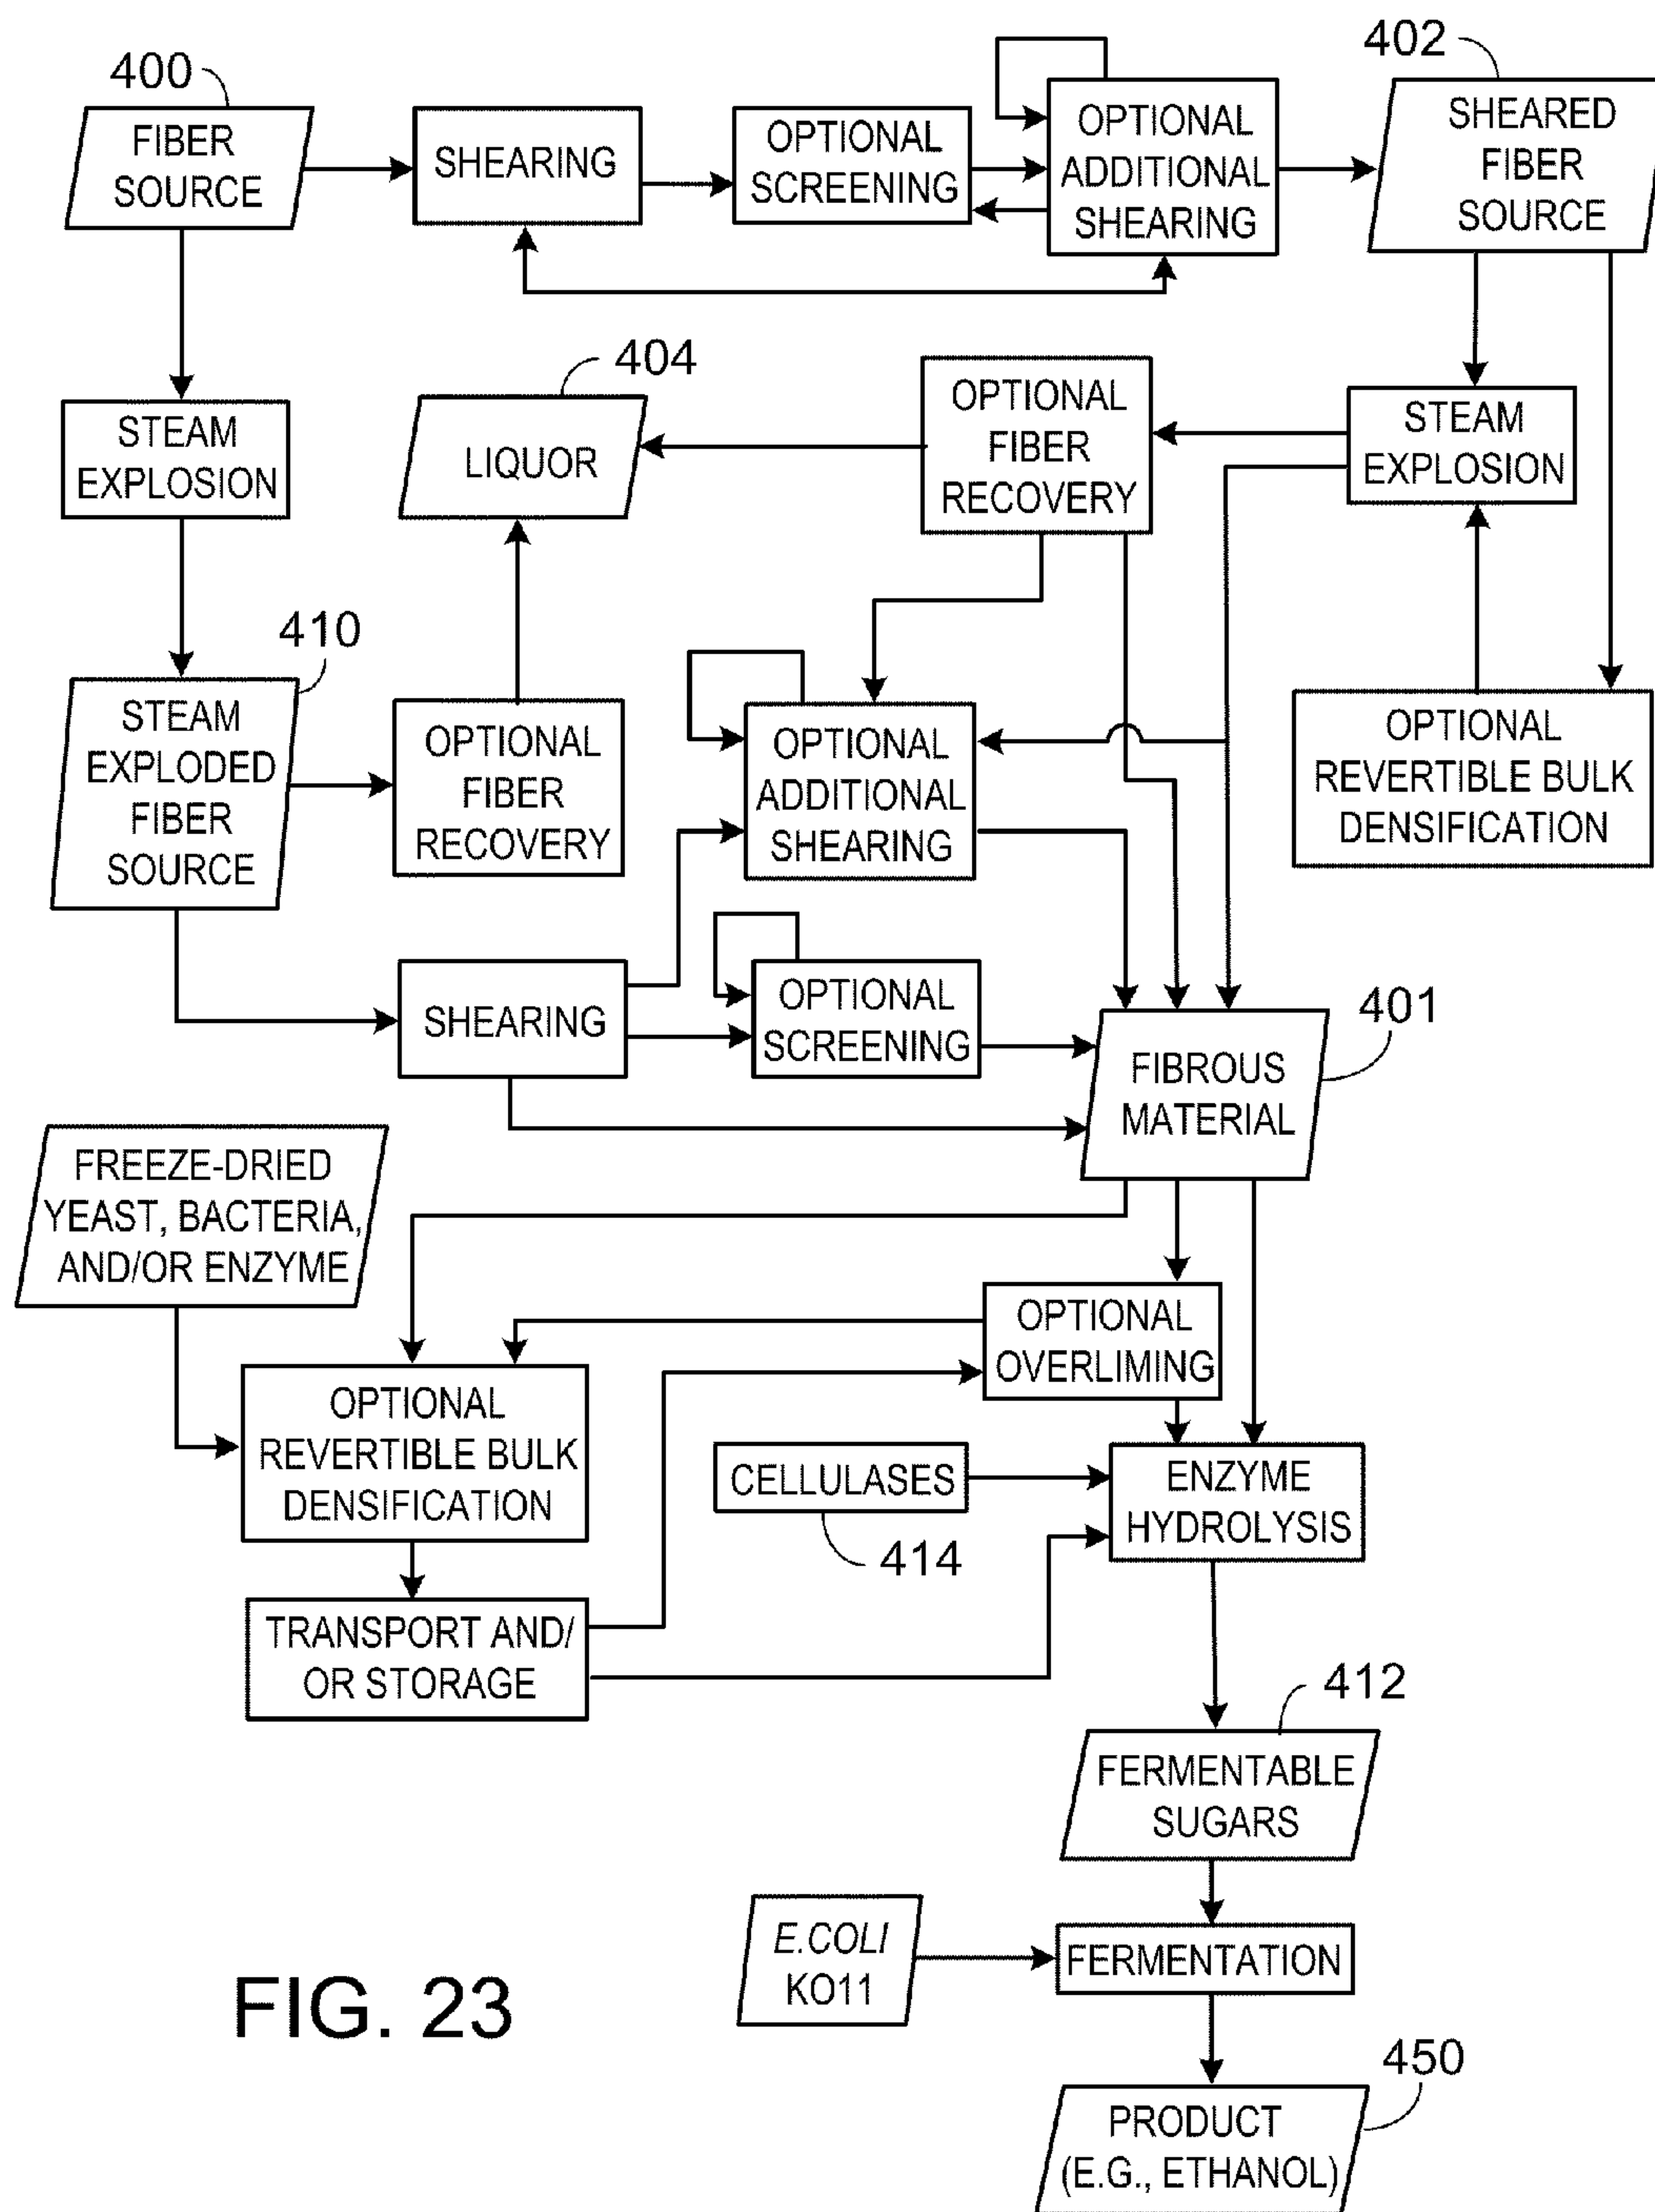 400
FIBER
SOURCE
SHEARING
OPTIONAL
SCREENING
OPTIONAL
ADDITIONAL
SHEARING
402
SHEARED
FIBER
SOURCE
STEAM
EXPLOSION
404
LIQUOR
OPTIONAL
FIBER
RECOVERY
STEAM
EXPLOSION
410
STEAM
EXPLODED
FIBER
SOURCE
OPTIONAL
FIBER
RECOVERY
OPTIONAL
ADDITIONAL
SHEARING
OPTIONAL
REVERTIBLE BULK
DENSIFICATION
SHEARING
OPTIONAL
SCREENING
401
FIBROUS
MATERIAL
FREEZE-DRIED
YEAST, BACTERIA,
AND/OR ENZYME
OPTIONAL
OVERLIMING
OPTIONAL
REVERTIBLE BULK
DENSIFICATION
CELLULASES
414
ENZYME
HYDROLYSIS
TRANSPORT AND/
OR STORAGE
412
FERMENTABLE
SUGARS
E.COLI
KO11
FERMENTATION
FIG. 23
450
PRODUCT
(E.G., ETHANOL)